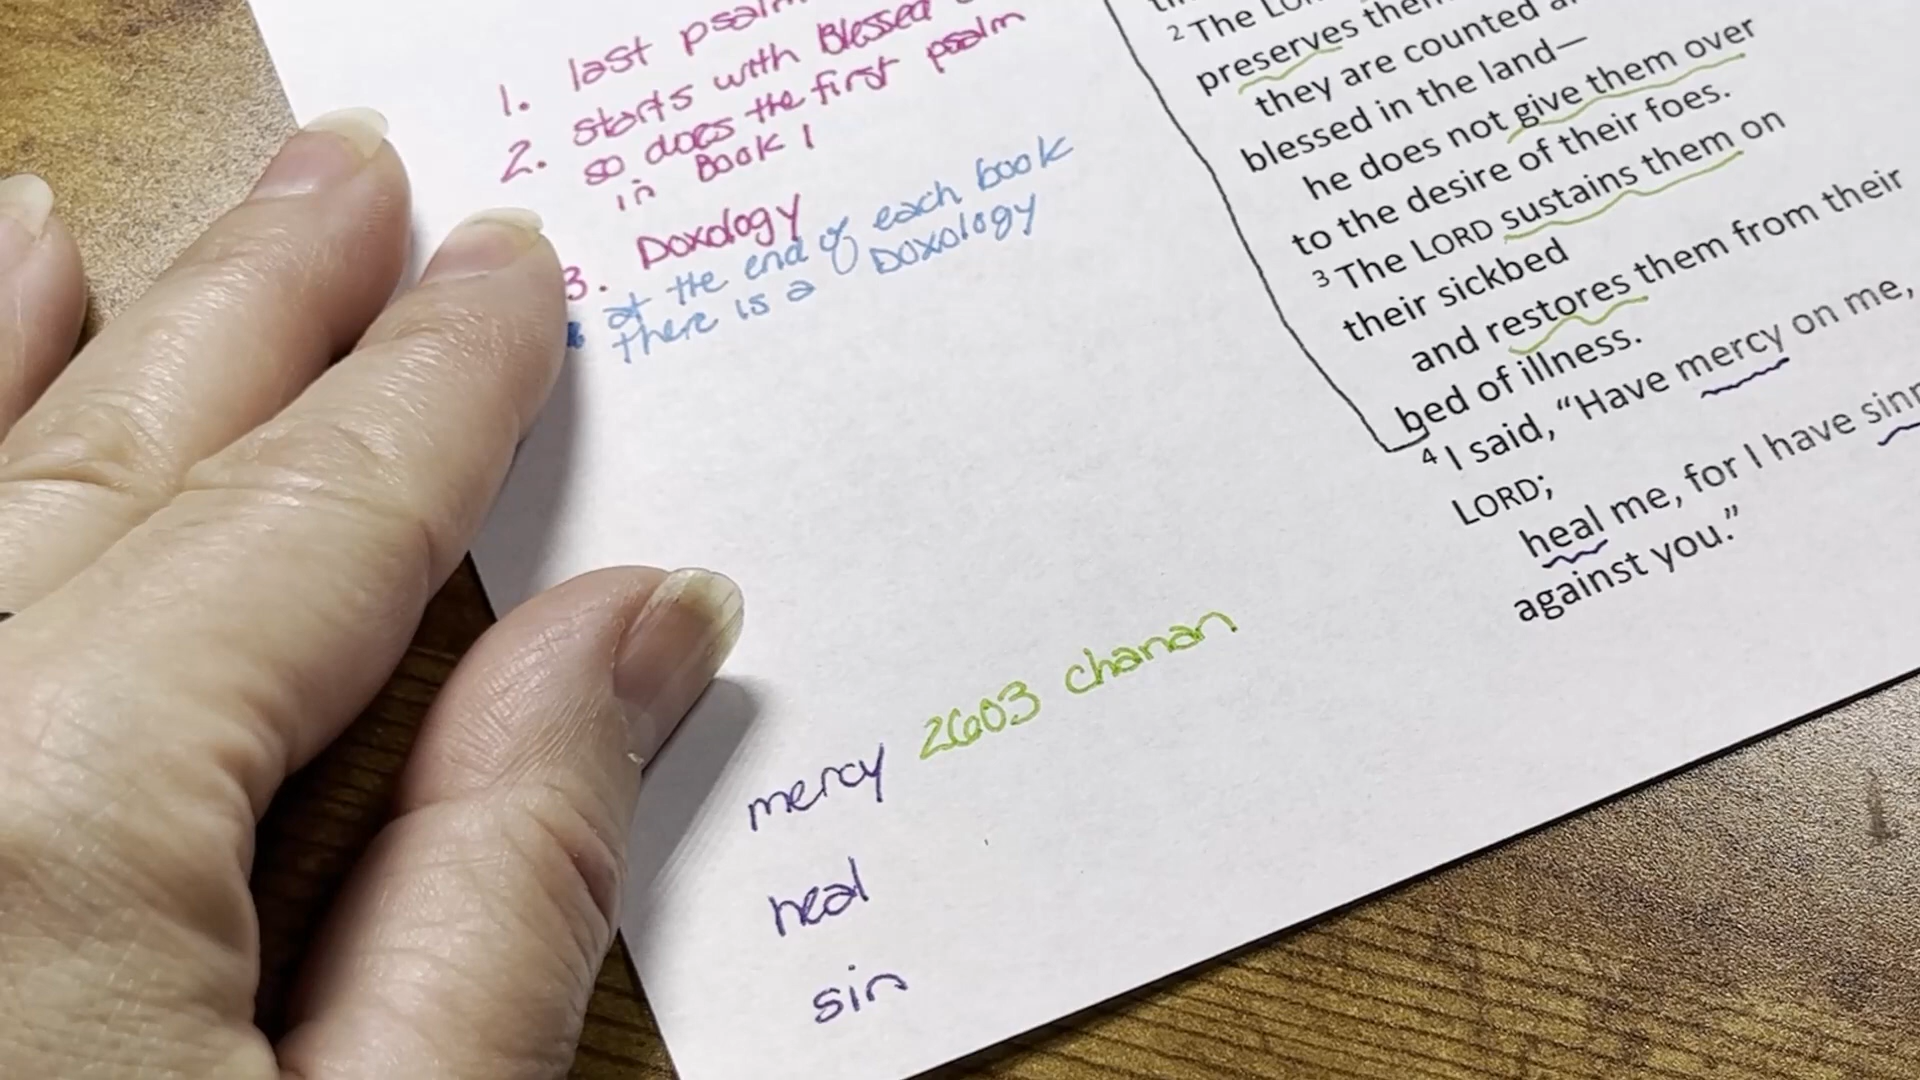 1. last psalm
2. starts with Blessed
so does the first psalm
in Book 1
3. Doxology
at the end of each book
there is a Doxology
mercy 2603 chanan
heal
sin
2 The LOR
preserves them
they are counted
blessed in the land—
he does not give them over
to the desire of their foes.
3 The LORD sustains them on
their sickbed
and restores them from their
bed of illness.
4 I said, “Have mercy on me,
LORD;
heal me, for I have sinn
against you.”